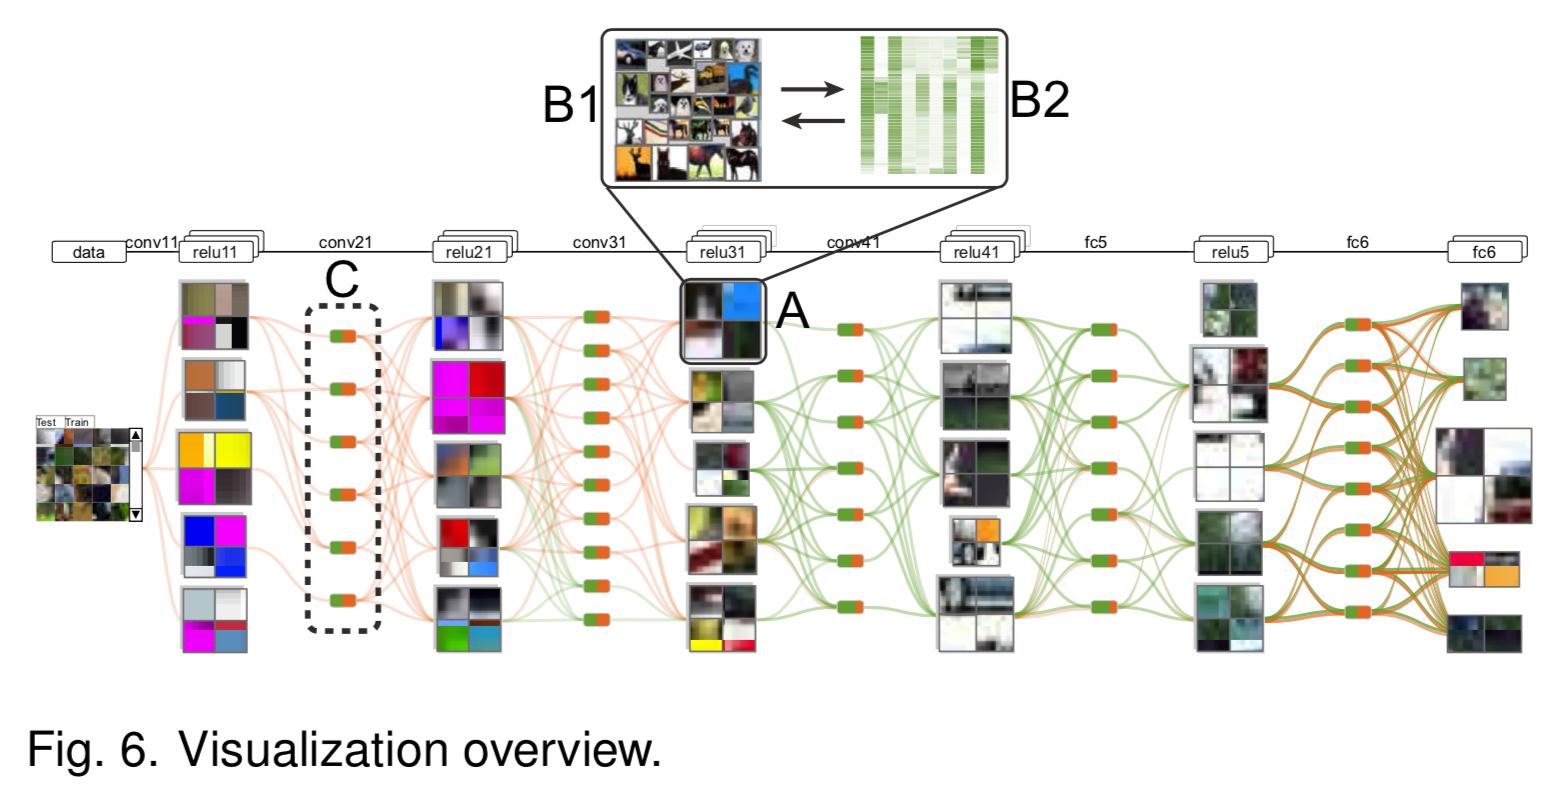 B1
B2
data
conv11
relu11
conv21
relu21
conv31
relu31
conv41
relu41
fc5
relu5
fc6
fc6
C
A
Test
Train
Fig. 6. Visualization overview.